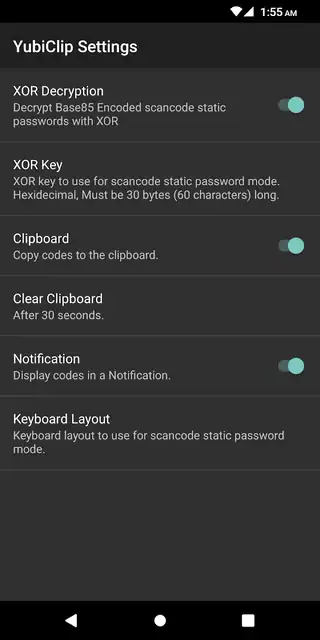 1:55 AM
YubiClip Settings
XOR Decryption
Decrypt Base85 Encoded scancode static
passwords with XOR
XOR Key
XOR key to use for scancode static password mode.
Hexidecimal, Must be 30 bytes (60 characters) long.
Clipboard
Copy codes to the clipboard.
Clear Clipboard
After 30 seconds.
Notification
Display codes in a Notification.
Keyboard Layout
Keyboard layout to use for scancode static password
mode.